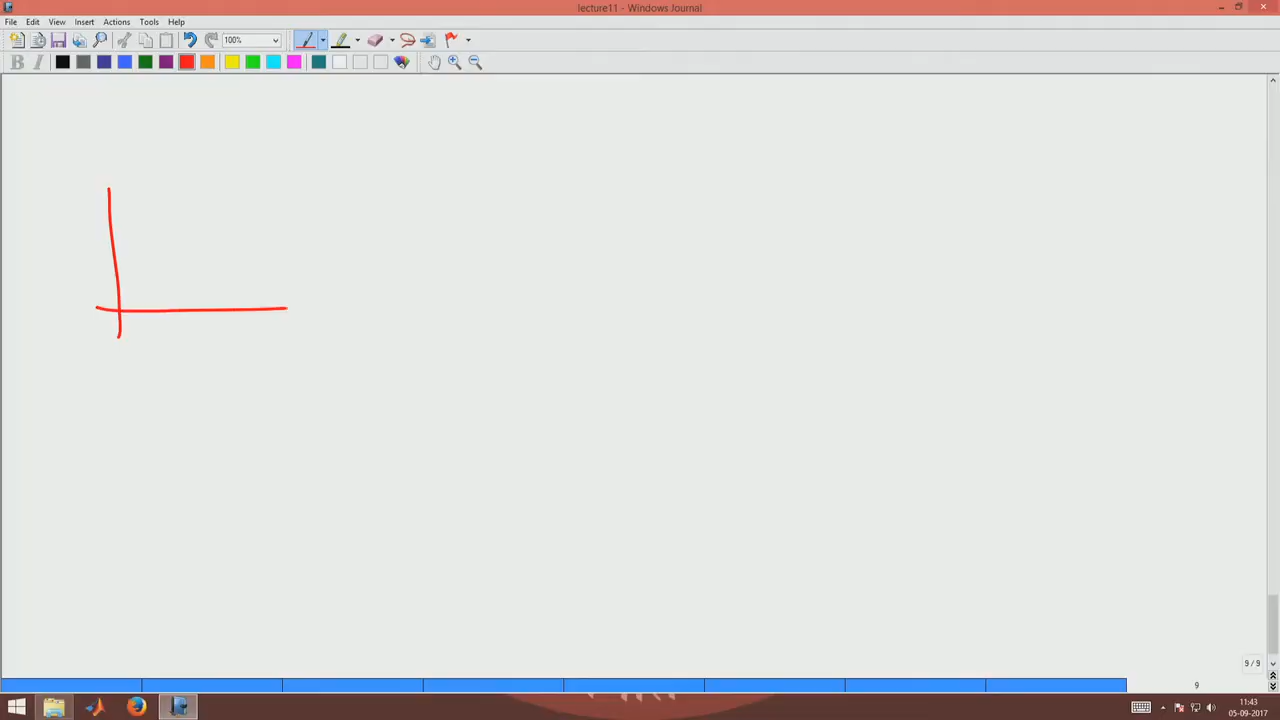 lecture11 - Windows Journal
File Edit View Insert Actions Tools Help
100%
B I
9 / 9
9
11:43
05-09-2017